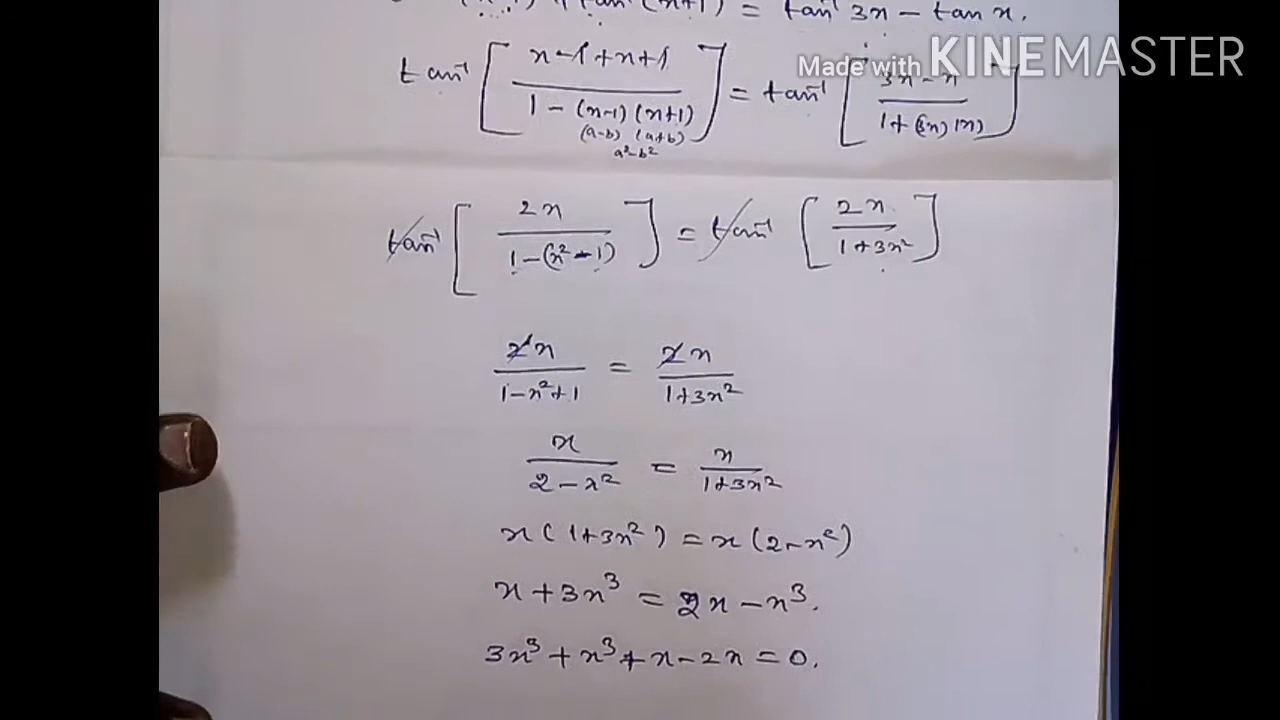 tan⁻¹(x+1) = tan⁻¹ 3x − tan x.
Made with KINEMASTER
tan⁻¹ [ (x−1+x+1) / (1−(x−1)(x+1)) ] = tan⁻¹ [ (3x−x) / (1+(3x)(x)) ]
(a−b) (a+b)
a²−b²
tan⁻¹ [ 2x / (1−(x²−1)) ] = tan⁻¹ [ 2x / (1+3x²) ]
2x / (1−x²+1) = 2x / (1+3x²)
x / (2−x²) = x / (1+3x²)
x(1+3x²) = x(2−x²)
x+3x³ = 2x−x³.
3x³+x³+x−2x=0.